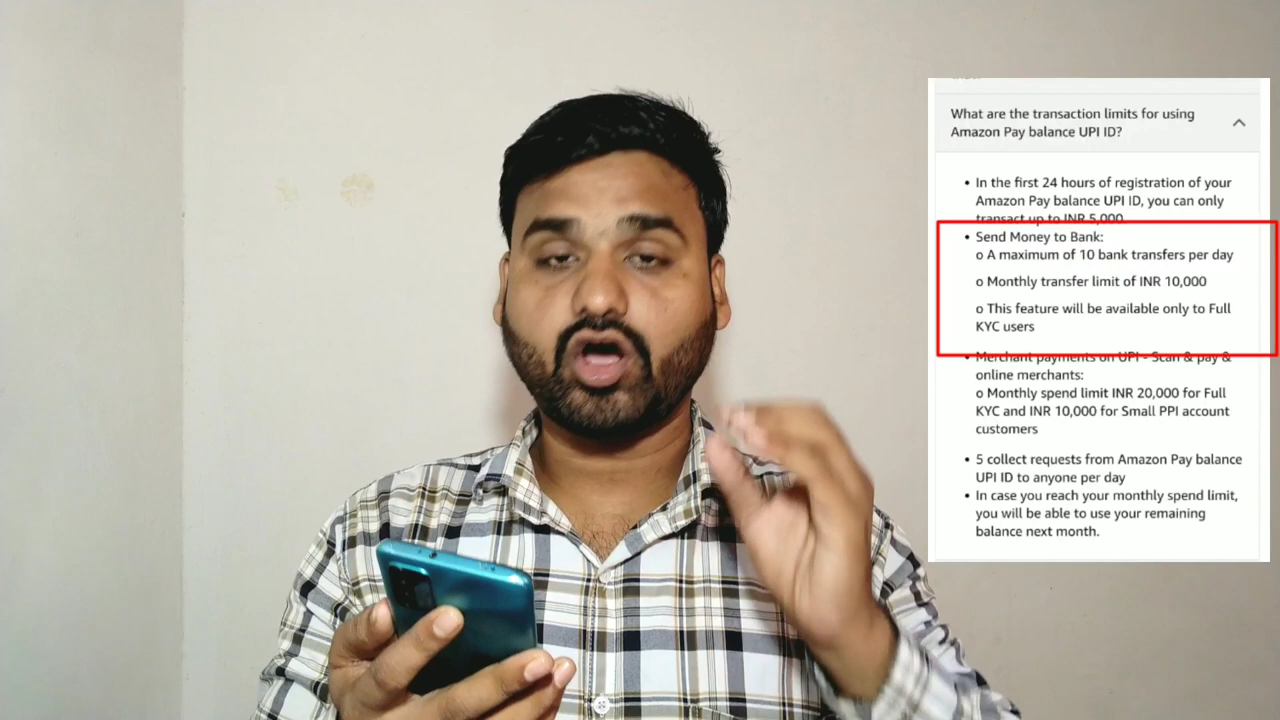 What are the transaction limits for using
Amazon Pay balance UPI ID?
• In the first 24 hours of registration of your
Amazon Pay balance UPI ID, you can only
transact up to INR 5,000
• Send Money to Bank:
o A maximum of 10 bank transfers per day
o Monthly transfer limit of INR 10,000
o This feature will be available only to Full
KYC users
• Merchant payments on UPI - Scan & pay &
online merchants:
o Monthly spend limit INR 20,000 for Full
KYC and INR 10,000 for Small PPI account
customers
• 5 collect requests from Amazon Pay balance
UPI ID to anyone per day
• In case you reach your monthly spend limit,
you will be able to use your remaining
balance next month.